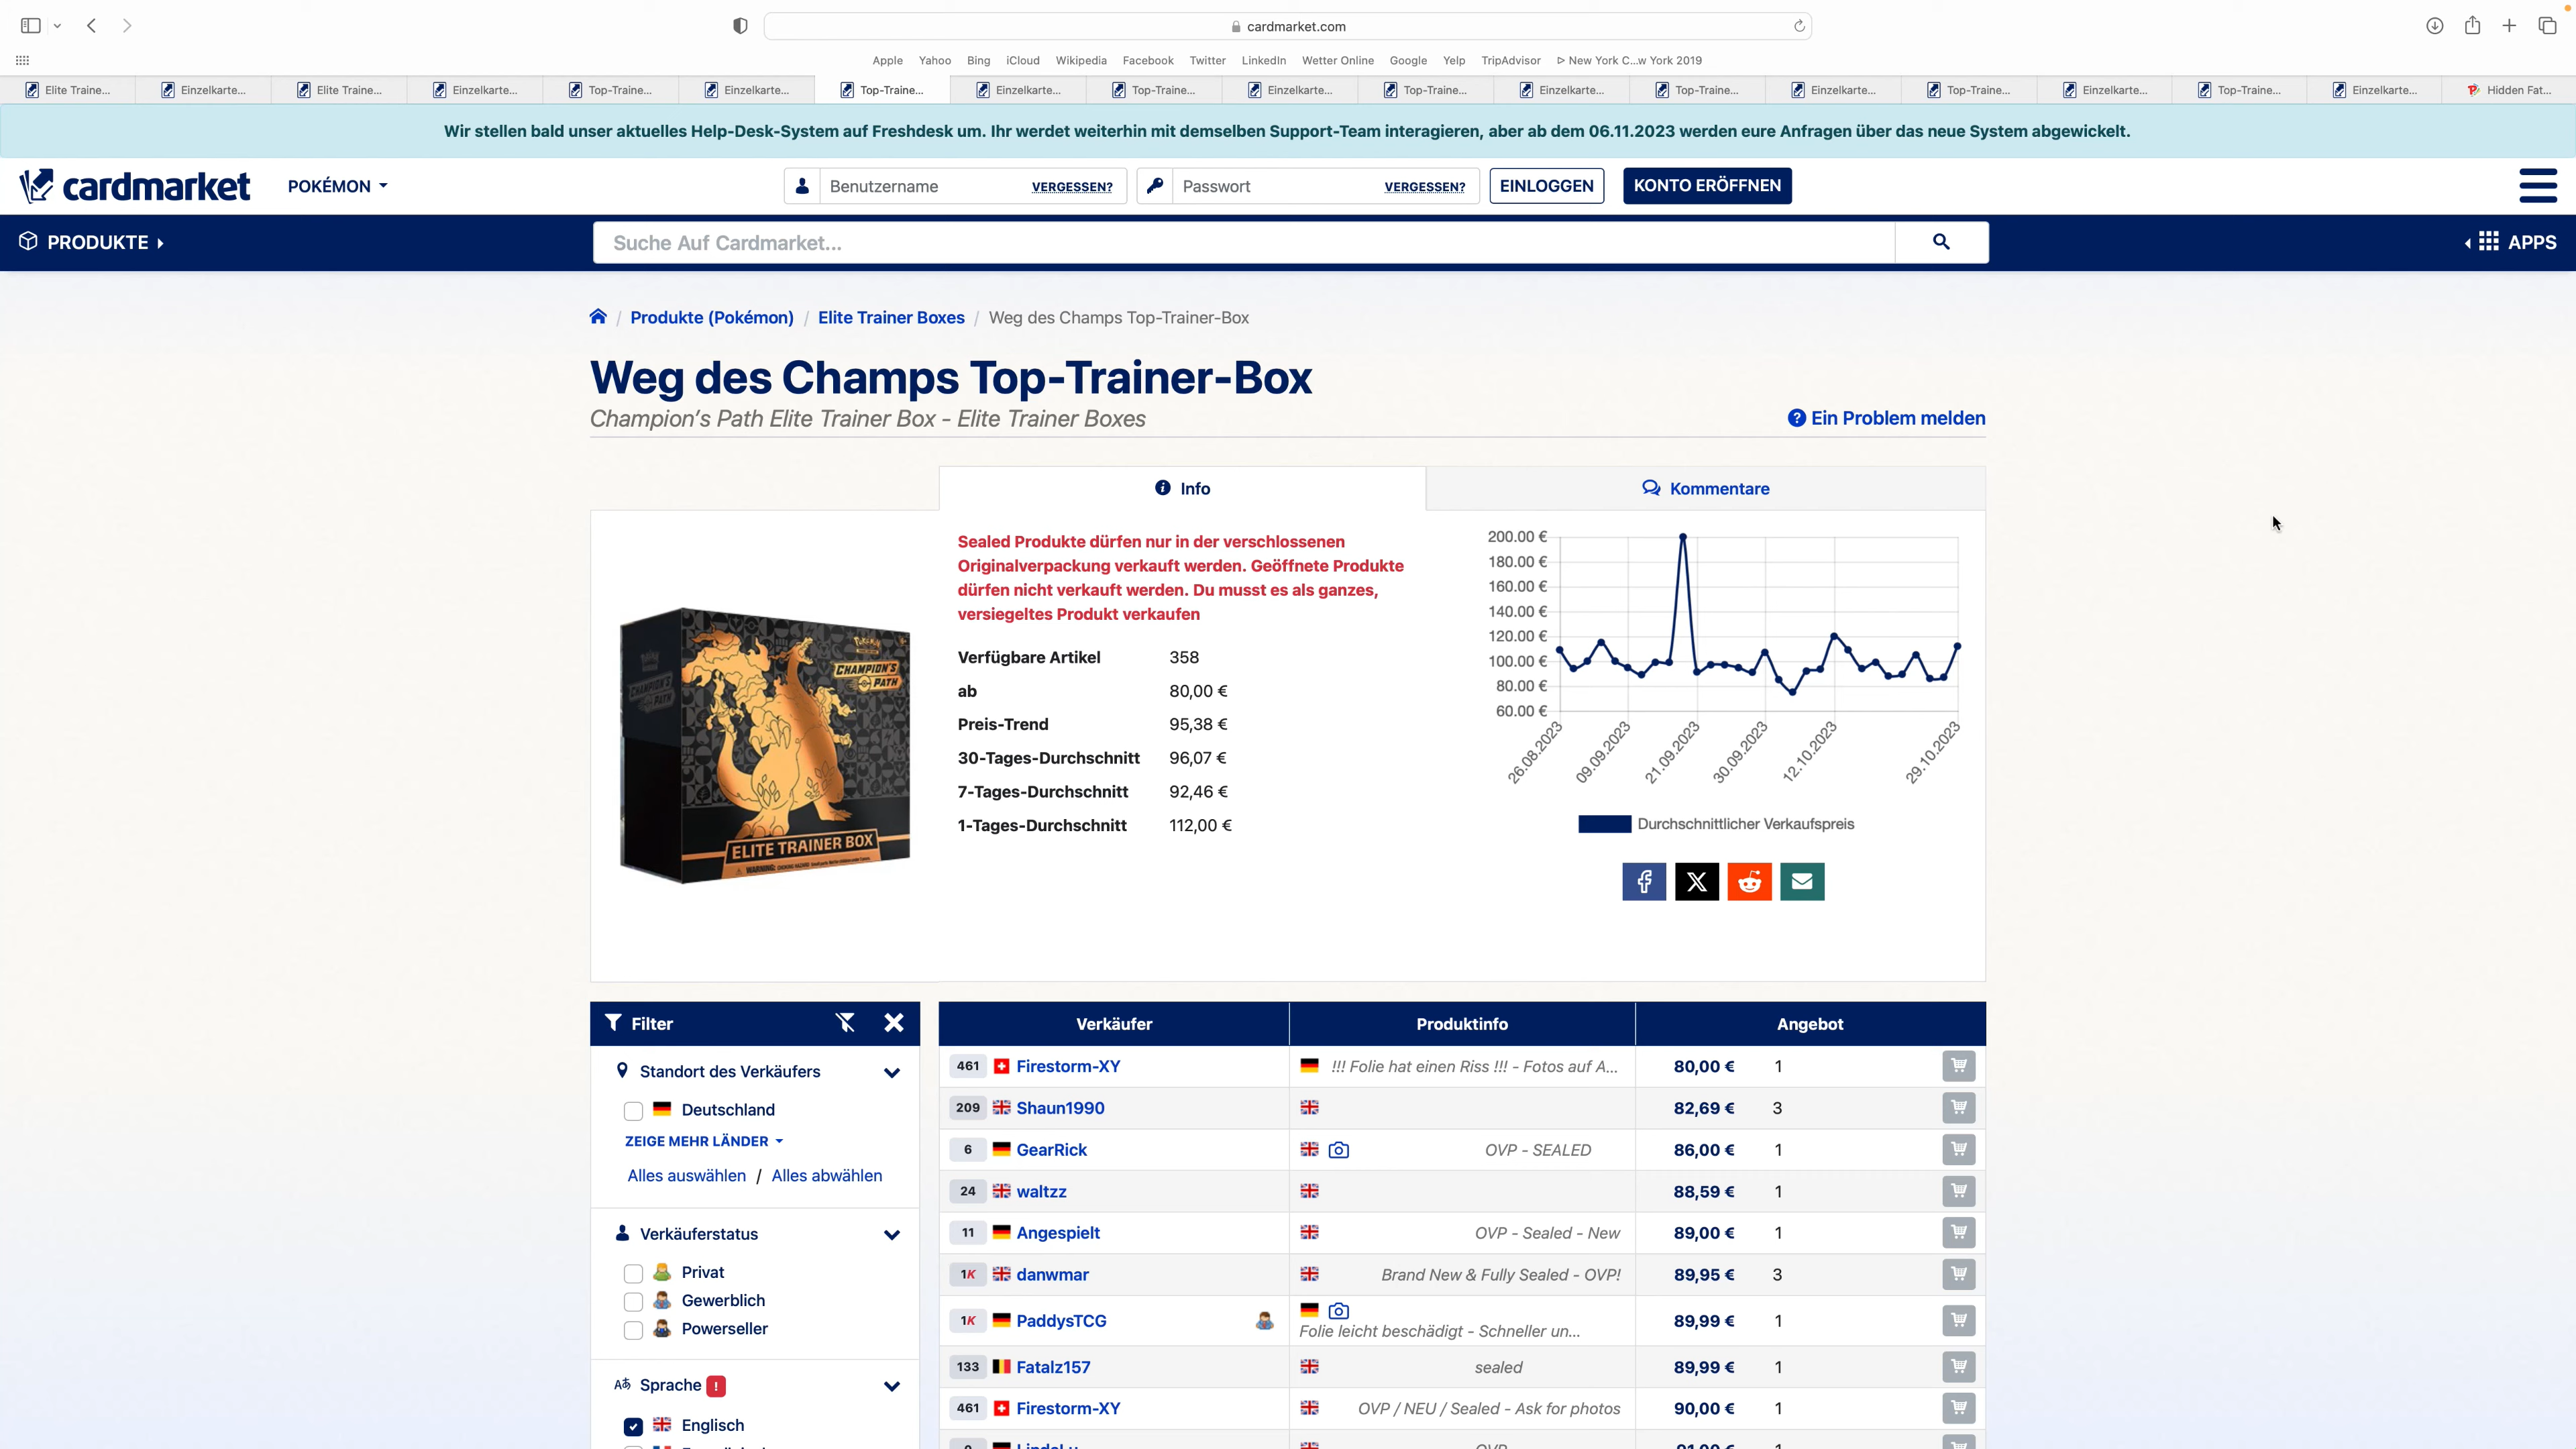 cardmarket.com
Apple Yahoo Bing iCloud Wikipedia Facebook Twitter LinkedIn Wetter Online Google Yelp TripAdvisor ᐅ New York C...w York 2019
Elite Traine... Einzelkarte... Elite Traine... Einzelkarte... Top-Traine... Einzelkarte... Top-Traine... Einzelkarte... Top-Traine... Einzelkarte... Top-Traine... Einzelkarte... Top-Traine... Einzelkarte... Top-Traine... Einzelkarte... Top-Traine... Einzelkarte... Hidden Fat...
Wir stellen bald unser aktuelles Help-Desk-System auf Freshdesk um. Ihr werdet weiterhin mit demselben Support-Team interagieren, aber ab dem 06.11.2023 werden eure Anfragen über das neue System abgewickelt.
cardmarket POKÉMON Benutzername VERGESSEN? Passwort VERGESSEN? EINLOGGEN KONTO ERÖFFNEN
PRODUKTE Suche Auf Cardmarket... APPS
/ Produkte (Pokémon) / Elite Trainer Boxes / Weg des Champs Top-Trainer-Box
Weg des Champs Top-Trainer-Box
Champion's Path Elite Trainer Box - Elite Trainer Boxes
Ein Problem melden
Info
Kommentare
POKÉMON
CHAMPION'S
PATH
CHAMPION'S
PATH
ELITE TRAINER BOX
Sealed Produkte dürfen nur in der verschlossenen
Originalverpackung verkauft werden. Geöffnete Produkte
dürfen nicht verkauft werden. Du musst es als ganzes,
versiegeltes Produkt verkaufen
Verfügbare Artikel 358
ab 80,00 €
Preis-Trend 95,38 €
30-Tages-Durchschnitt 96,07 €
7-Tages-Durchschnitt 92,46 €
1-Tages-Durchschnitt 112,00 €
200.00 €
180.00 €
160.00 €
140.00 €
120.00 €
100.00 €
80.00 €
60.00 €
26.08.2023 09.09.2023 21.09.2023 30.09.2023 12.10.2023 29.10.2023
Durchschnittlicher Verkaufspreis
Filter
Standort des Verkäufers
Deutschland
ZEIGE MEHR LÄNDER
Alles auswählen / Alles abwählen
Verkäuferstatus
Privat
Gewerblich
Powerseller
Sprache !
Englisch
Verkäufer Produktinfo Angebot
461 Firestorm-XY !!! Folie hat einen Riss !!! - Fotos auf A... 80,00 € 1
209 Shaun1990 82,69 € 3
6 GearRick OVP - SEALED 86,00 € 1
24 waltzz 88,59 € 1
11 Angespielt OVP - Sealed - New 89,00 € 1
1K danwmar Brand New & Fully Sealed - OVP! 89,95 € 3
1K PaddysTCG Folie leicht beschädigt - Schneller un... 89,99 € 1
133 Fatalz157 sealed 89,99 € 1
461 Firestorm-XY OVP / NEU / Sealed - Ask for photos 90,00 € 1